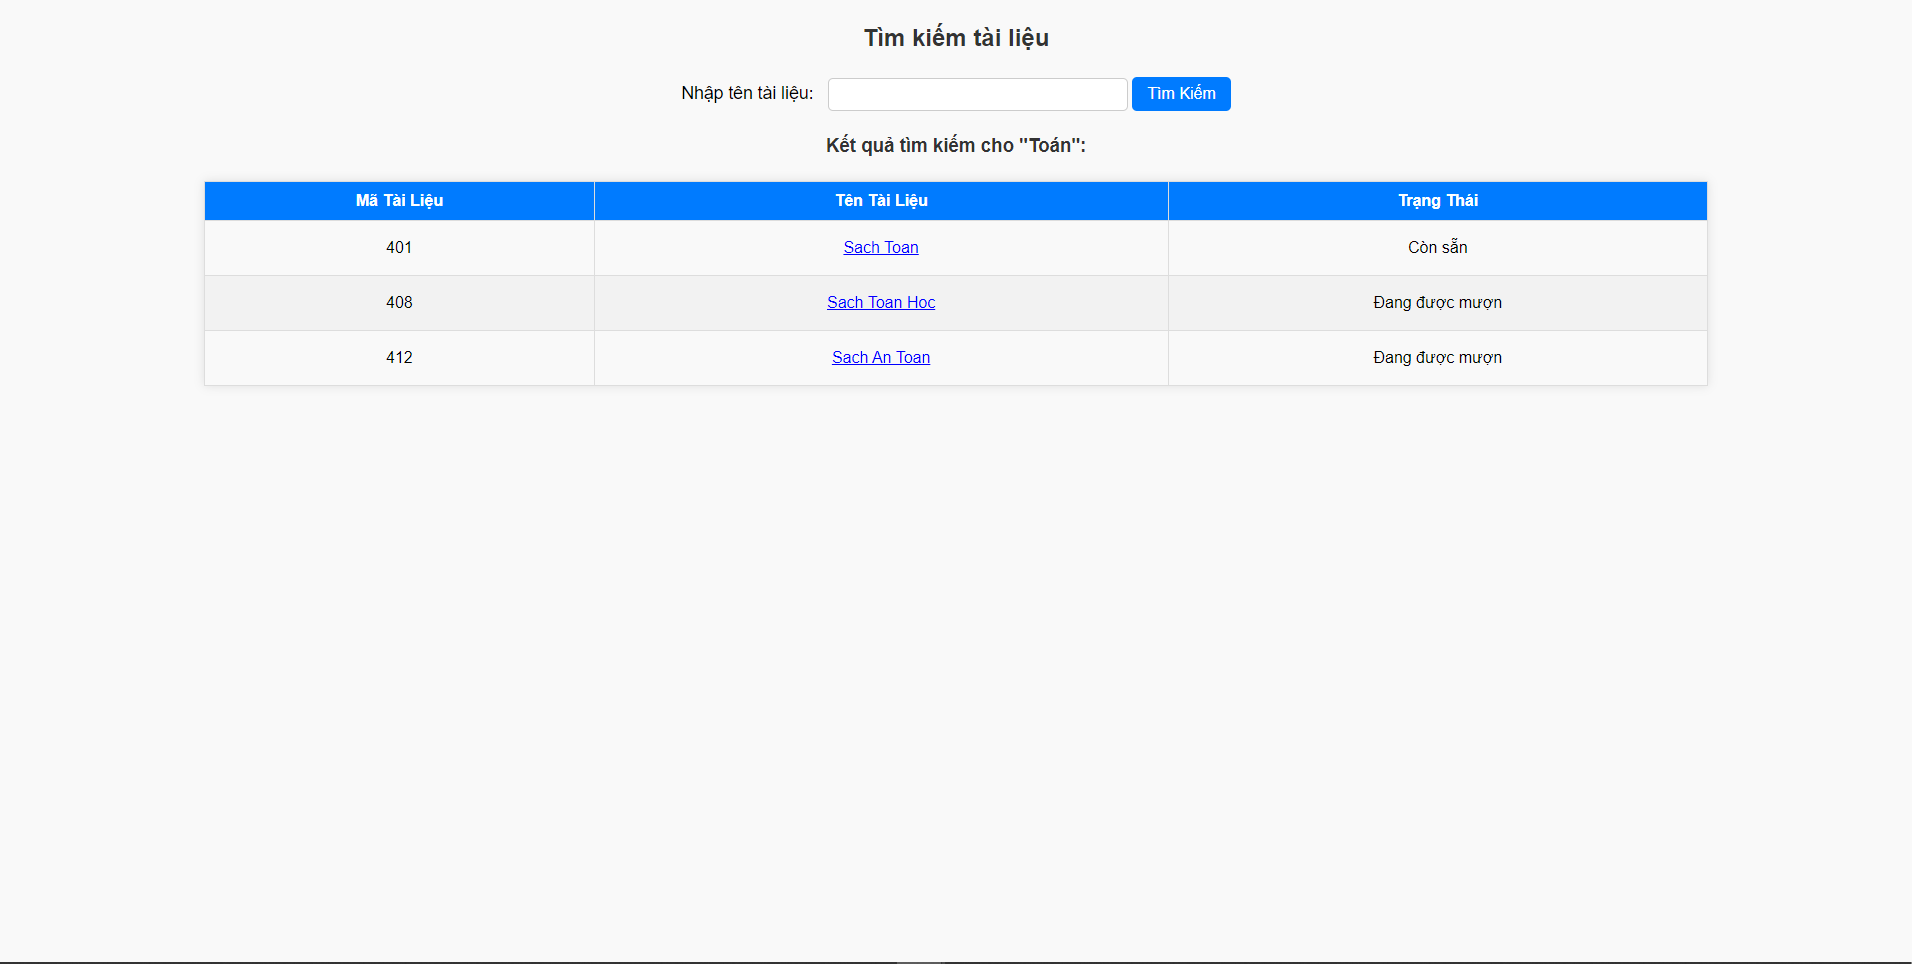 Tìm kiếm tài liệu
Nhập tên tài liệu: Tìm Kiếm
Kết quả tìm kiếm cho "Toán":
Mã Tài Liệu Tên Tài Liệu Trạng Thái
401 Sach Toan Còn sẵn
408 Sach Toan Hoc Đang được mượn
412 Sach An Toan Đang được mượn